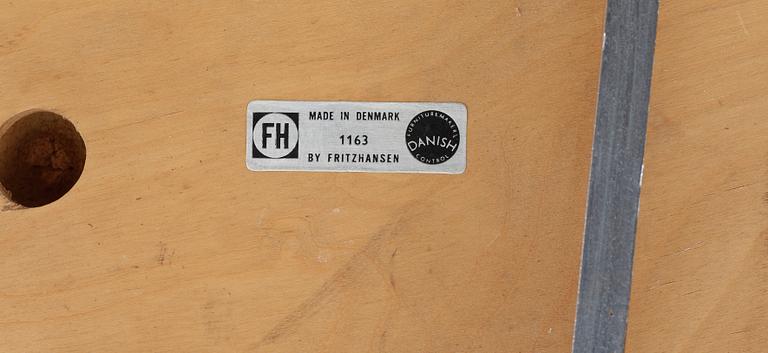 FH
MADE IN DENMARK
1163
BY FRITZHANSEN
FURNITUREMAKERS
DANISH
CONTROL